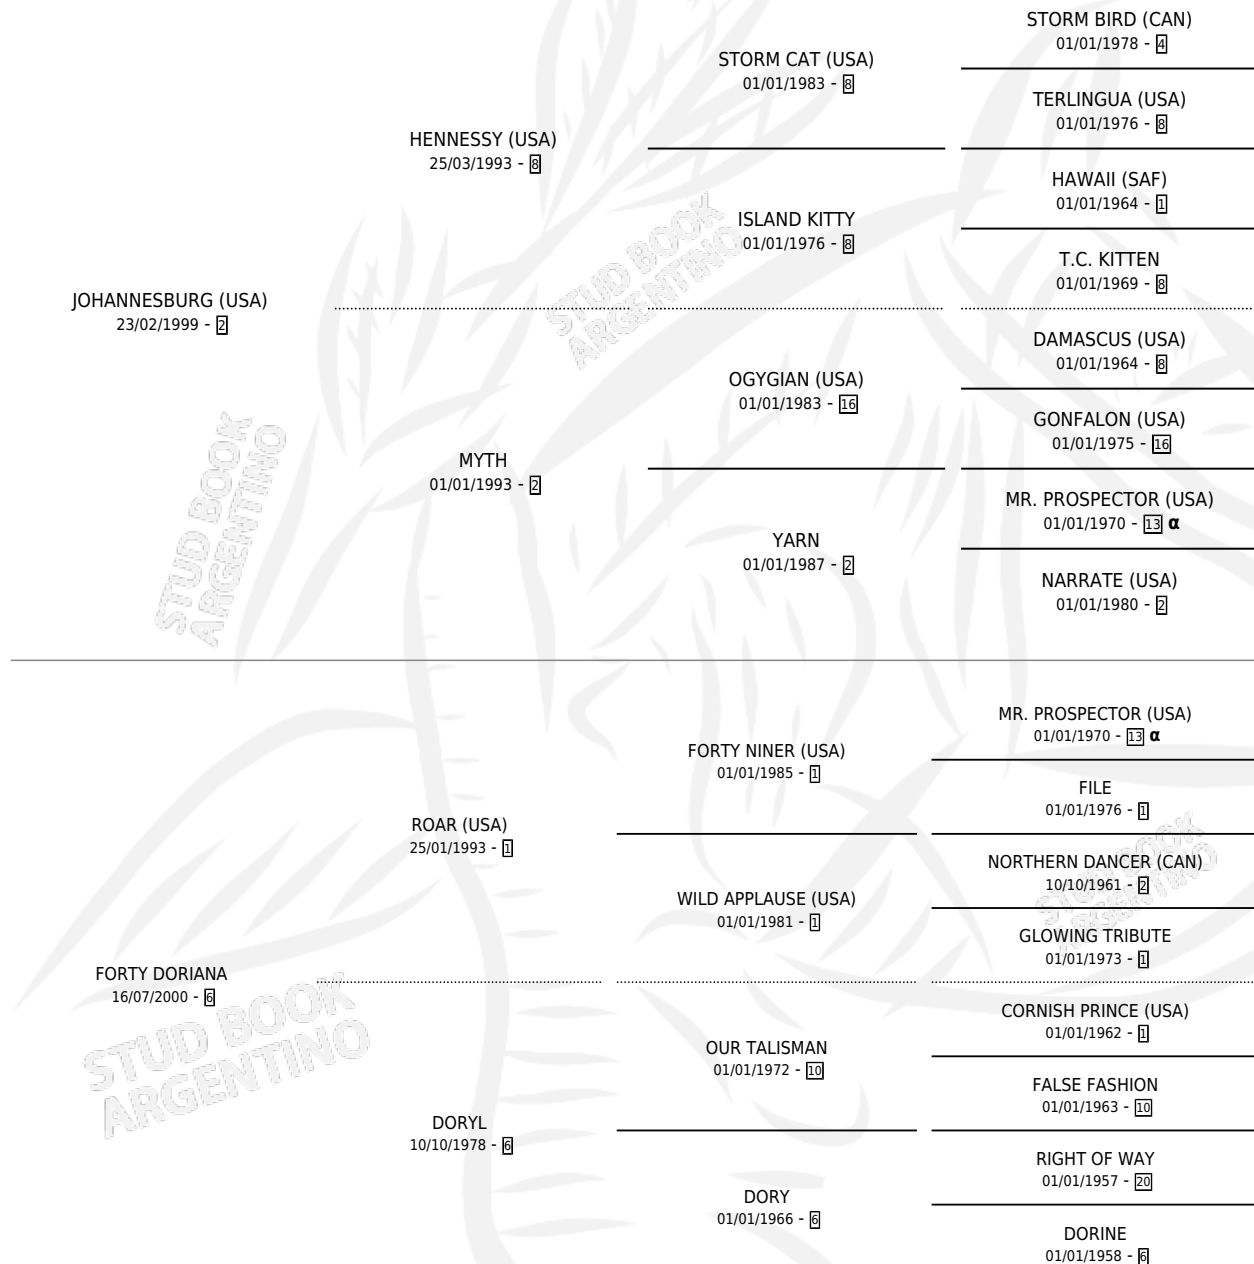 STORM BIRD (CAN)
01/01/1978 - 4
STORM CAT (USA)
01/01/1983 - 8
TERLINGUA (USA)
01/01/1976 - 8
HENNESSY (USA)
25/03/1993 - 8
HAWAII (SAF)
01/01/1964 - 1
ISLAND KITTY
01/01/1976 - 8
T.C. KITTEN
01/01/1969 - 8
JOHANNESBURG (USA)
23/02/1999 - 2
DAMASCUS (USA)
01/01/1964 - 8
OGYGIAN (USA)
01/01/1983 - 16
GONFALON (USA)
01/01/1975 - 16
MYTH
01/01/1993 - 2
MR. PROSPECTOR (USA)
01/01/1970 - 13 α
YARN
01/01/1987 - 2
NARRATE (USA)
01/01/1980 - 2
MR. PROSPECTOR (USA)
01/01/1970 - 13 α
FORTY NINER (USA)
01/01/1985 - 1
FILE
01/01/1976 - 1
ROAR (USA)
25/01/1993 - 1
NORTHERN DANCER (CAN)
10/10/1961 - 2
WILD APPLAUSE (USA)
01/01/1981 - 1
GLOWING TRIBUTE
01/01/1973 - 1
FORTY DORIANA
16/07/2000 - 6
CORNISH PRINCE (USA)
01/01/1962 - 1
OUR TALISMAN
01/01/1972 - 10
FALSE FASHION
01/01/1963 - 10
DORYL
10/10/1978 - 6
RIGHT OF WAY
01/01/1957 - 20
DORY
01/01/1966 - 6
DORINE
01/01/1958 - 6
STUD BOOK
ARGENTINO
STUD BOOK
ARGENTINO
STUD BOOK
ARGENTINO
STUD BOOK
ARGENTINO